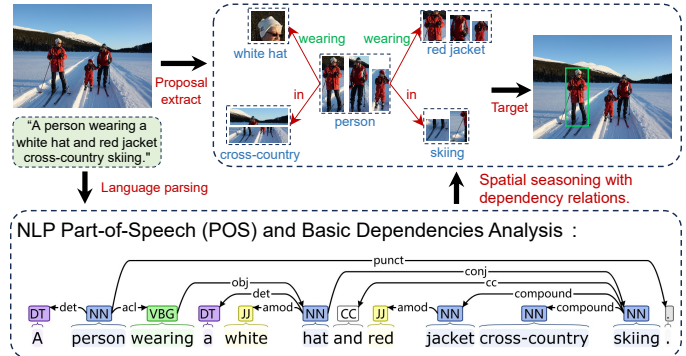 white hat
wearing
wearing
red jacket
Proposal
extract
in
in
person
cross-country
skiing
Target
"A person wearing a
white hat and red jacket
cross-country skiing."
Language parsing
Spatial seasoning with
dependency relations.
NLP Part-of-Speech (POS) and Basic Dependencies Analysis :
punct
conj
cc
obj
det
compound
DT det NN acl VBG DT JJ amod NN CC JJ amod NN NN compound NN .
A person wearing a white hat and red jacket cross-country skiing .